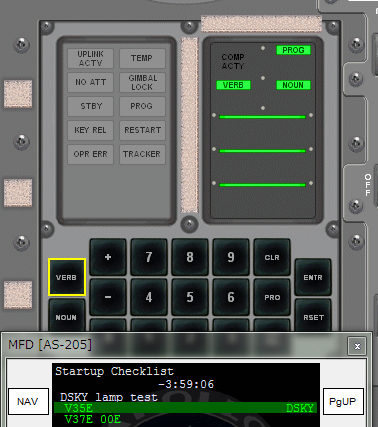 UPLINK ACTV
TEMP
NO ATT
GIMBAL LOCK
STBY
PROG
KEY REL
RESTART
OPR ERR
TRACKER
PROG
COMP ACTY
VERB
NOUN
OFF
+
7
8
9
CLR
VERB
ENTR
-
4
5
6
PRO
NOUN
RSET
MFD [AS-205]
x
Startup Checklist
-3:59:06
DSKY lamp test
V35E DSKY
V37E 00E
NAV
PgUP